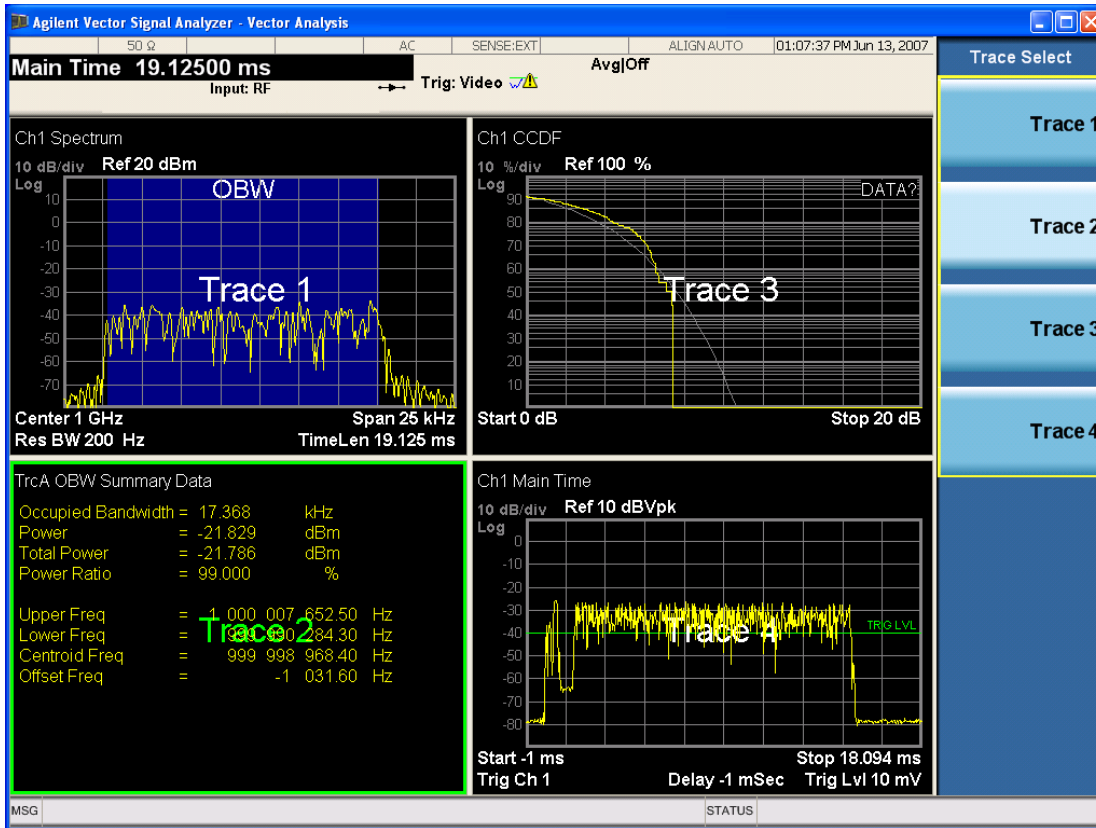 Agilent Vector Signal Analyzer - Vector Analysis
50 Ω AC SENSE:EXT ALIGN AUTO 01:07:37 PM Jun 13, 2007
Main Time 19.12500 ms
Input: RF
Trig: Video
Avg|Off
Trace Select
Trace 1
Trace 2
Trace 3
Trace 4
Ch1 Spectrum
10 dB/div Ref 20 dBm
Log
OBW
10
0
-10
-20
-30
-40
-50
-60
-70
Trace 1
Center 1 GHz Span 25 kHz
Res BW 200 Hz TimeLen 19.125 ms
Ch1 CCDF
10 %/div Ref 100 %
Log
DATA?
90
80
70
60
50
40
30
20
10
Trace 3
Start 0 dB Stop 20 dB
TrcA OBW Summary Data
Occupied Bandwidth = 17.368 kHz
Power = -21.829 dBm
Total Power = -21.786 dBm
Power Ratio = 99.000 %
Upper Freq = 1 000 007 652.50 Hz
Lower Freq = 999 990 284.30 Hz
Centroid Freq = 999 998 968.40 Hz
Offset Freq = -1 031.60 Hz
Trace 2
Ch1 Main Time
10 dB/div Ref 10 dBVpk
Log
0
-10
-20
-30
-40
-50
-60
-70
-80
TRIG LVL
Trace 4
Start -1 ms Stop 18.094 ms
Trig Ch 1 Delay -1 mSec Trig Lvl 10 mV
MSG STATUS